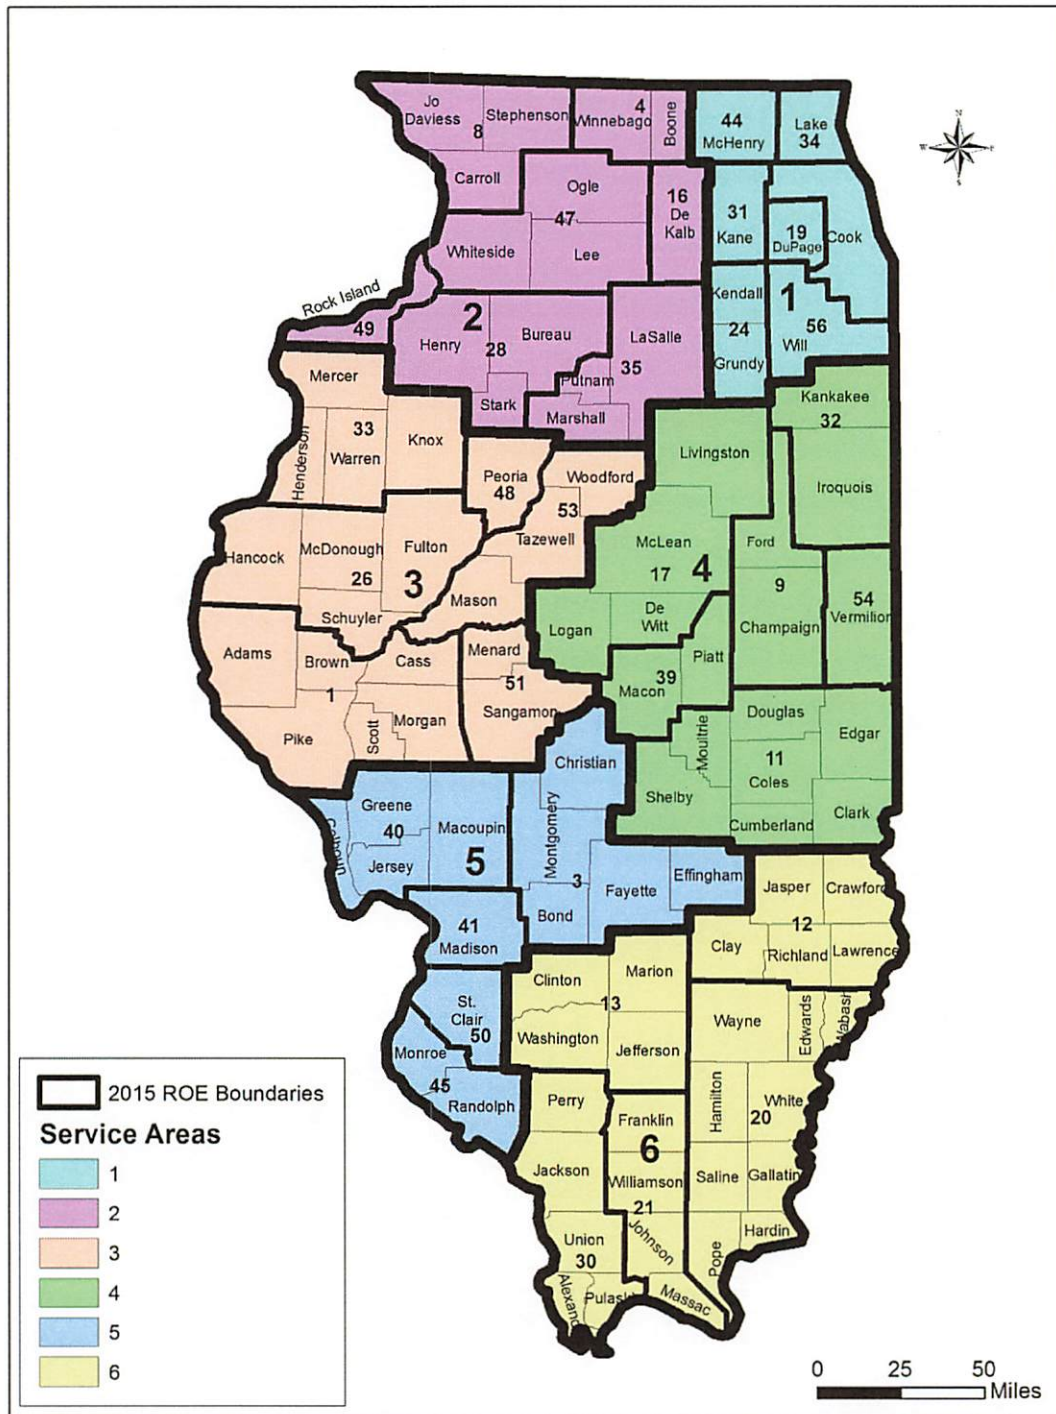 N
W
E
S
Jo Daviess
8
Stephenson
4
Winnebago
Boone
44
McHenry
Lake
34
Carroll
Ogle
47
16
De Kalb
31
Kane
19
DuPage
Cook
Whiteside
Lee
Rock Island
49
Kendall
24
Grundy
1
56
Will
2
Henry
28
Bureau
LaSalle
35
Putnam
Stark
Marshall
Mercer
33
Henderson
Warren
Knox
Peoria
48
Woodford
53
Tazewell
Livingston
Kankakee
32
Iroquois
Hancock
McDonough
26
Fulton
3
Schuyler
Mason
McLean
17
4
Ford
9
Champaign
54
Vermilion
Logan
De Witt
Piatt
39
Macon
Adams
Brown
1
Cass
Menard
51
Sangamon
Pike
Scott
Morgan
Douglas
Moultrie
11
Coles
Edgar
Shelby
Cumberland
Clark
Christian
Calhoun
Greene
40
Jersey
Macoupin
5
Montgomery
3
Fayette
Effingham
Bond
41
Madison
Jasper
Crawford
12
Clay
Richland
Lawrence
Clinton
Marion
13
Washington
Jefferson
St. Clair
50
Monroe
45
Randolph
Wayne
Edwards
Wabash
Hamilton
White
20
Perry
Franklin
6
Jackson
Williamson
21
Saline
Gallatin
Union
30
Johnson
Pope
Hardin
Pulaski
Massac
2015 ROE Boundaries
Service Areas
1
2
3
4
5
6
0 25 50
Miles